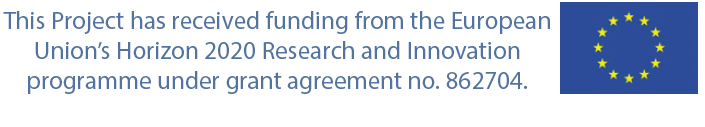 This Project has received funding from the European
Union’s Horizon 2020 Research and Innovation
programme under grant agreement no. 862704.